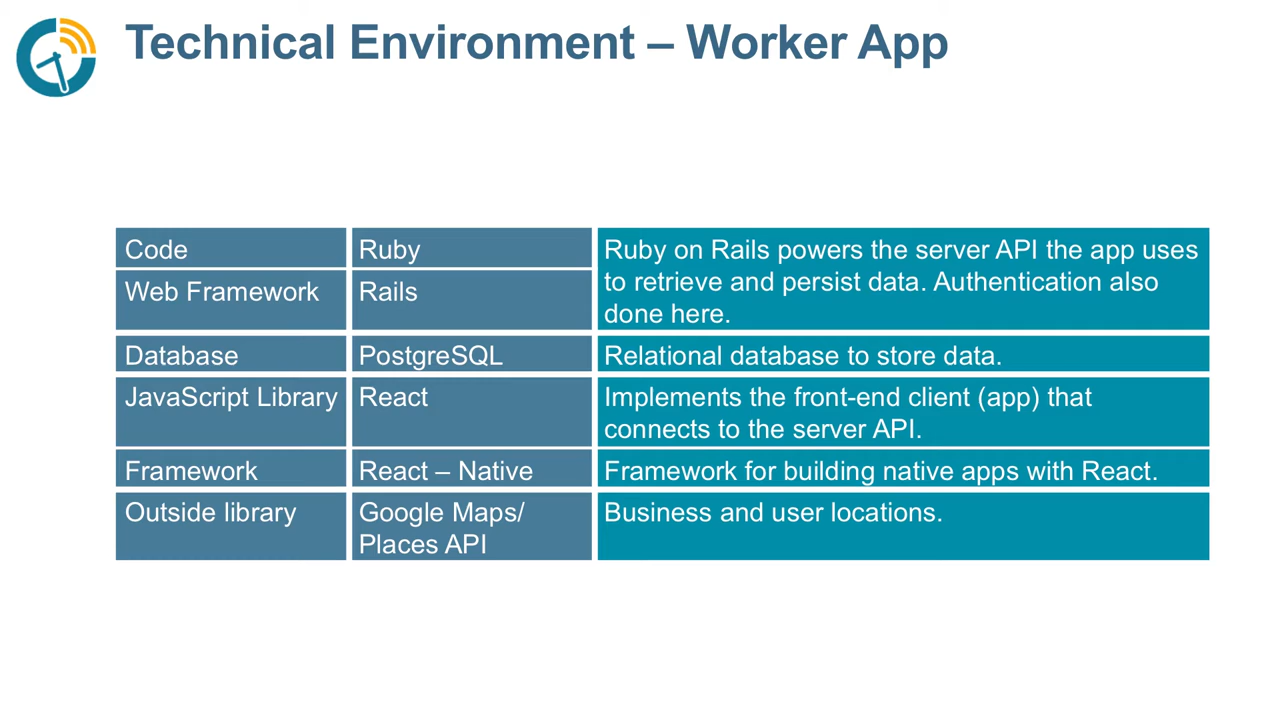 Technical Environment – Worker App
Code
Ruby
Ruby on Rails powers the server API the app uses
to retrieve and persist data. Authentication also
done here.
Web Framework
Rails
Database
PostgreSQL
Relational database to store data.
JavaScript Library
React
Implements the front-end client (app) that
connects to the server API.
Framework
React – Native
Framework for building native apps with React.
Outside library
Google Maps/
Places API
Business and user locations.